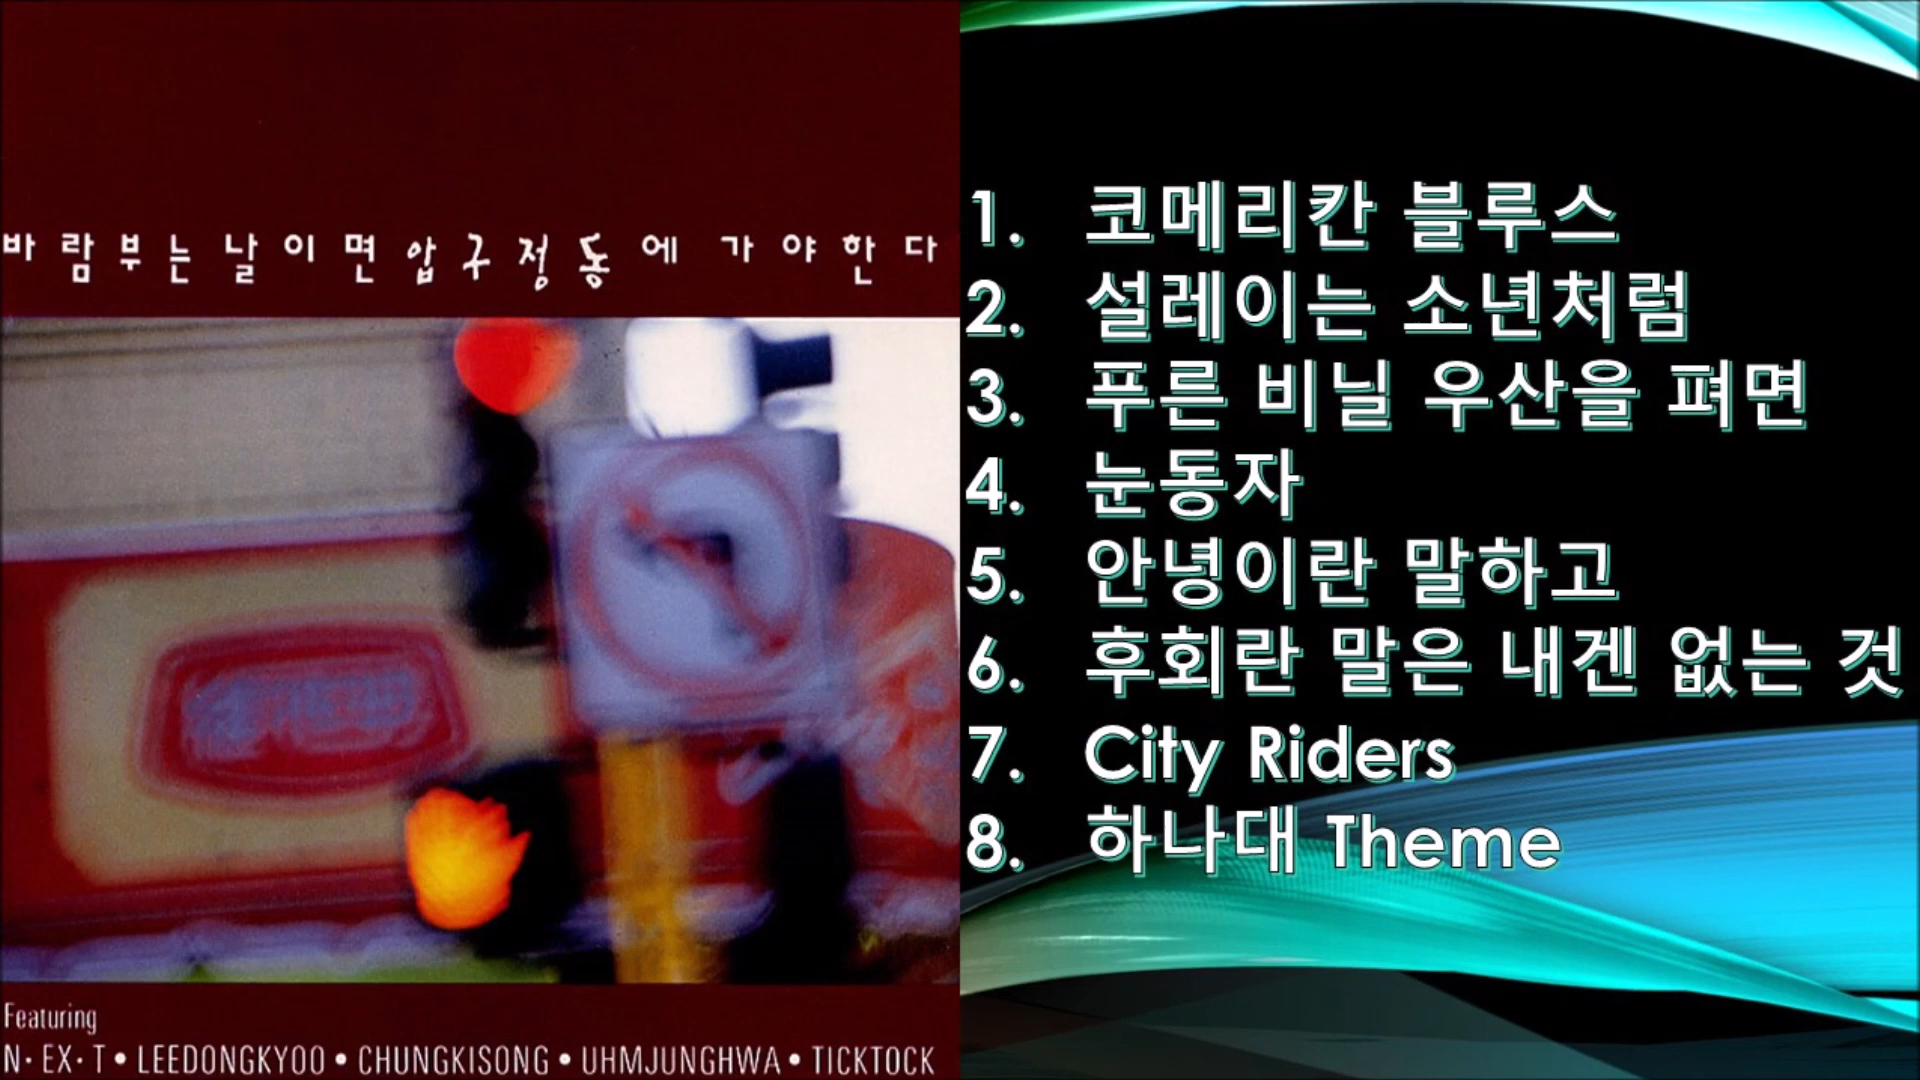 바람부는날이면압구정동에 가야한다
Featuring
N·EX·T • LEEDONGKYOO • CHUNGKISONG • UHMJUNGHWA • TICKTOCK
1. 코메리칸 블루스
2. 설레이는 소년처럼
3. 푸른 비닐 우산을 펴면
4. 눈동자
5. 안녕이란 말하고
6. 후회란 말은 내겐 없는 것
7. City Riders
8. 하나대 Theme